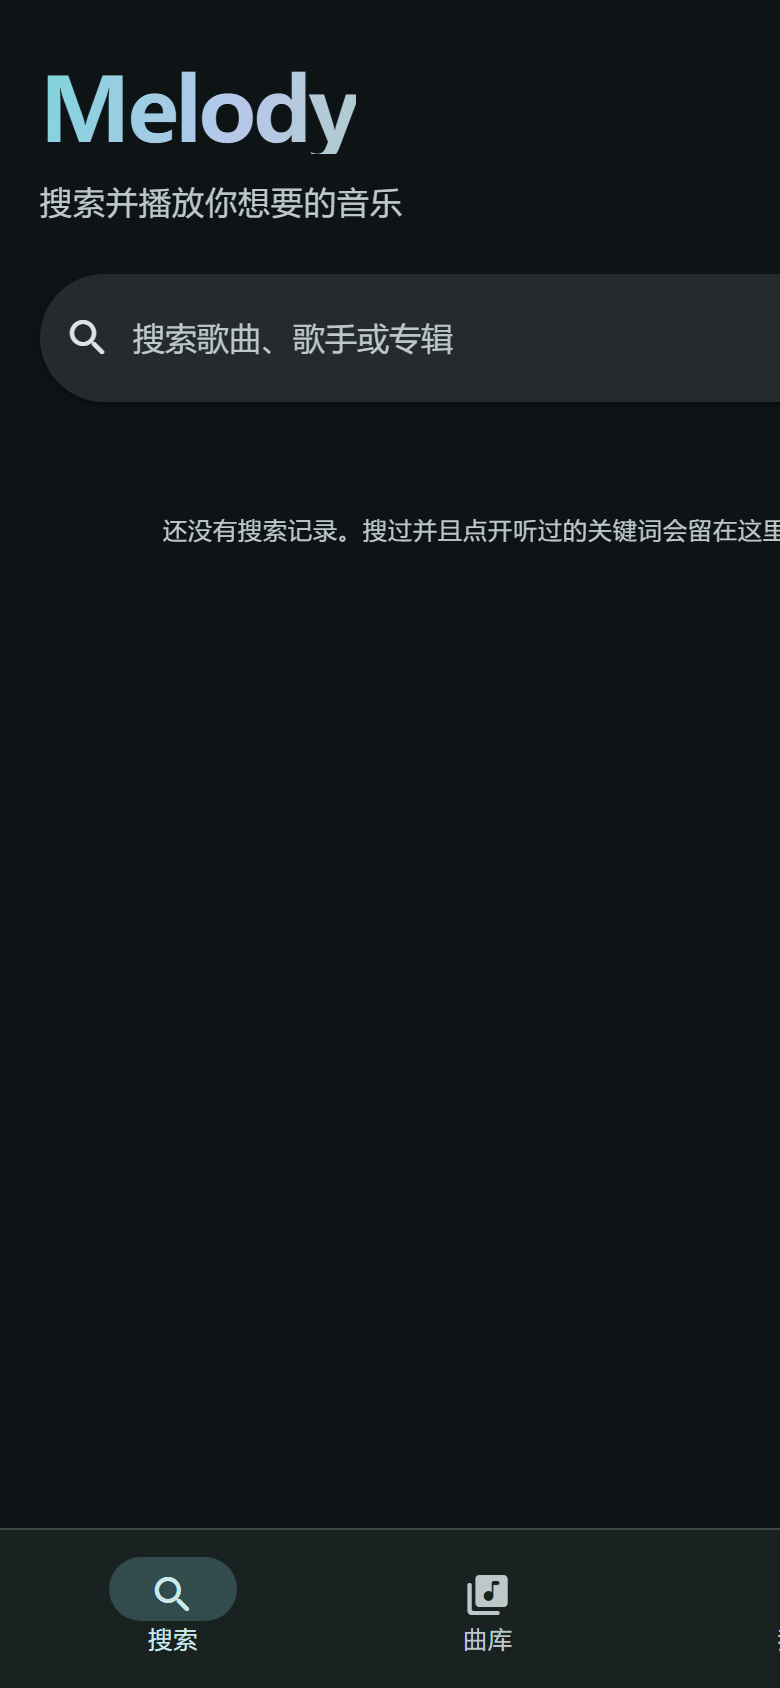 Melody
搜索并播放你想要的音乐
搜索歌曲、歌手或专辑
还没有搜索记录。搜过并且点开听过的关键词会留在这里
搜索
曲库